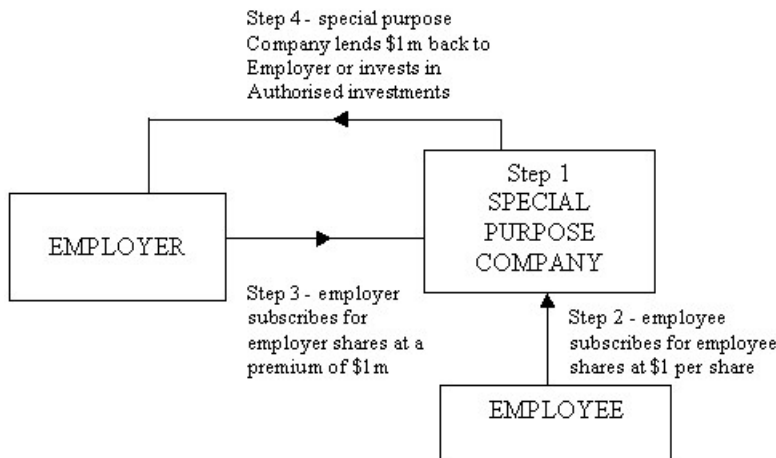 Step 4 - special purpose
Company lends $1m back to
Employer or invests in
Authorised investments
Step 1
SPECIAL
PURPOSE
COMPANY
EMPLOYER
Step 3 - employer
subscribes for
employer shares at a
premium of $1m
Step 2 - employee
subscribes for employee
shares at $1 per share
EMPLOYEE